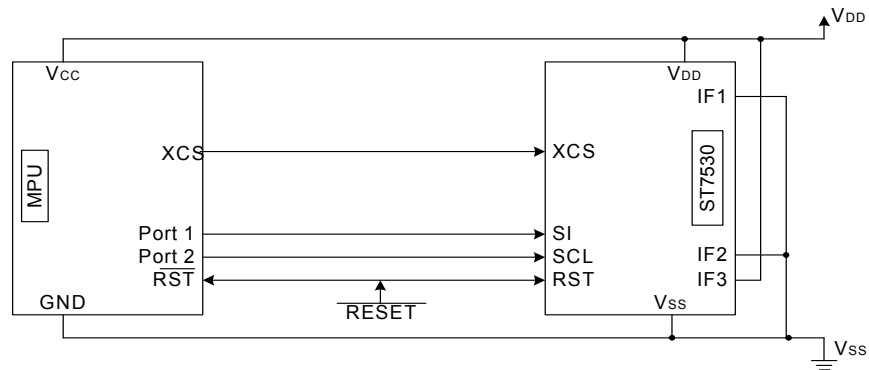 VDD
VCC
VDD
IF1
XCS
XCS
MPU
ST7530
Port 1
SI
Port 2
SCL
IF2
RST
RST
IF3
GND
RESET
VSS
VSS